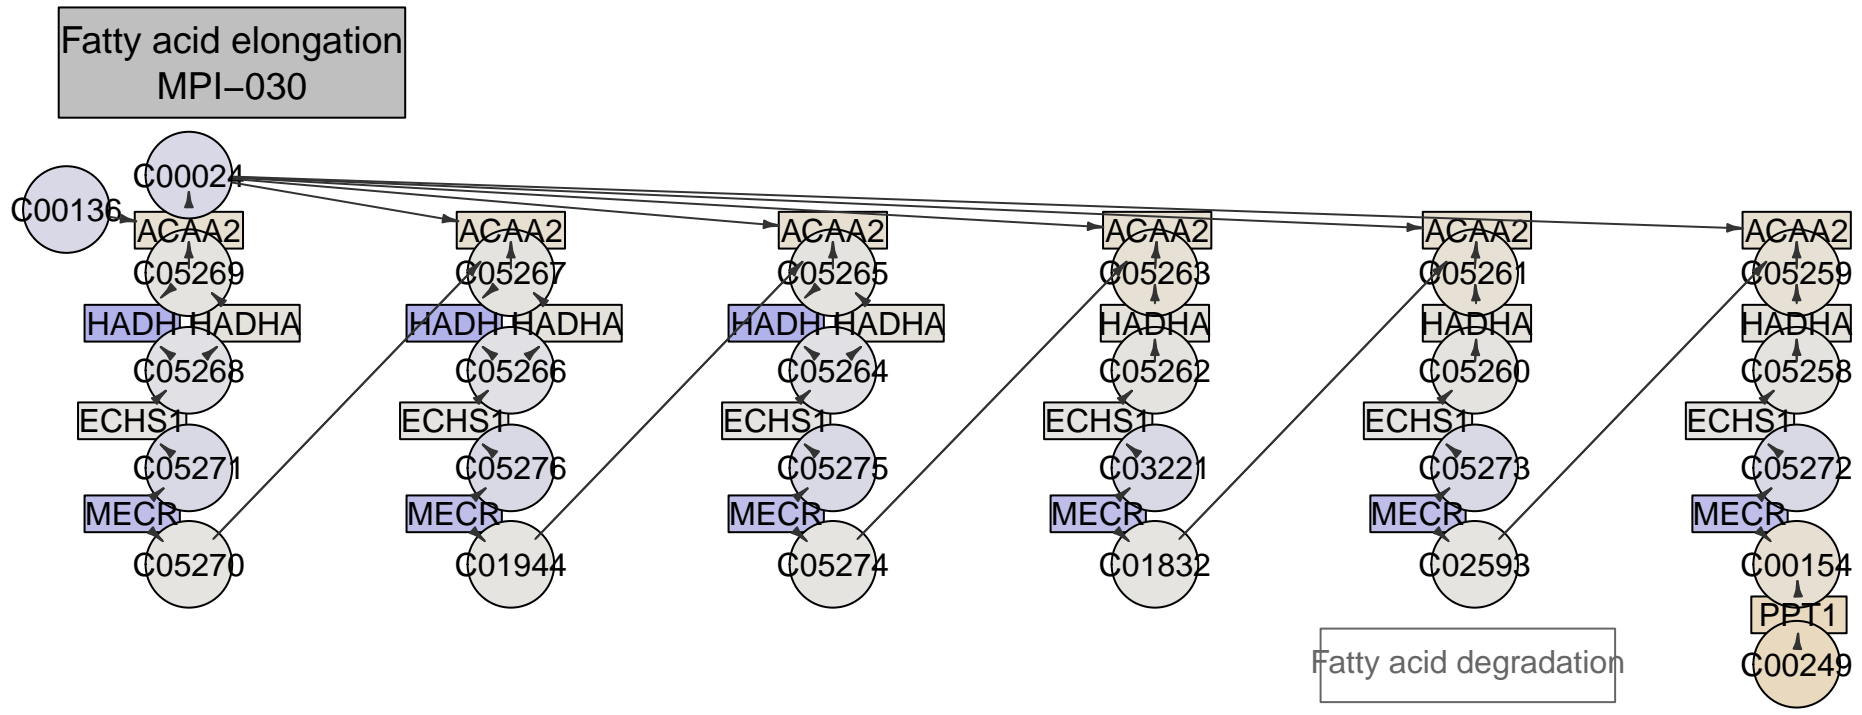 Fatty acid elongation
MPI−030
C00024
C00136
ACAA2 ACAA2 ACAA2 ACAA2 ACAA2 ACAA2
C05269 C05267 C05265 C05263 C05261 C05259
HADH HADHA HADH HADHA HADH HADHA HADHA HADHA HADHA
C05268 C05266 C05264 C05262 C05260 C05258
ECHS1 ECHS1 ECHS1 ECHS1 ECHS1 ECHS1
C05271 C05276 C05275 C03221 C05273 C05272
MECR MECR MECR MECR MECR MECR
C05270 C01944 C05274 C01832 C02593 C00154
PPT1
Fatty acid degradation C00249